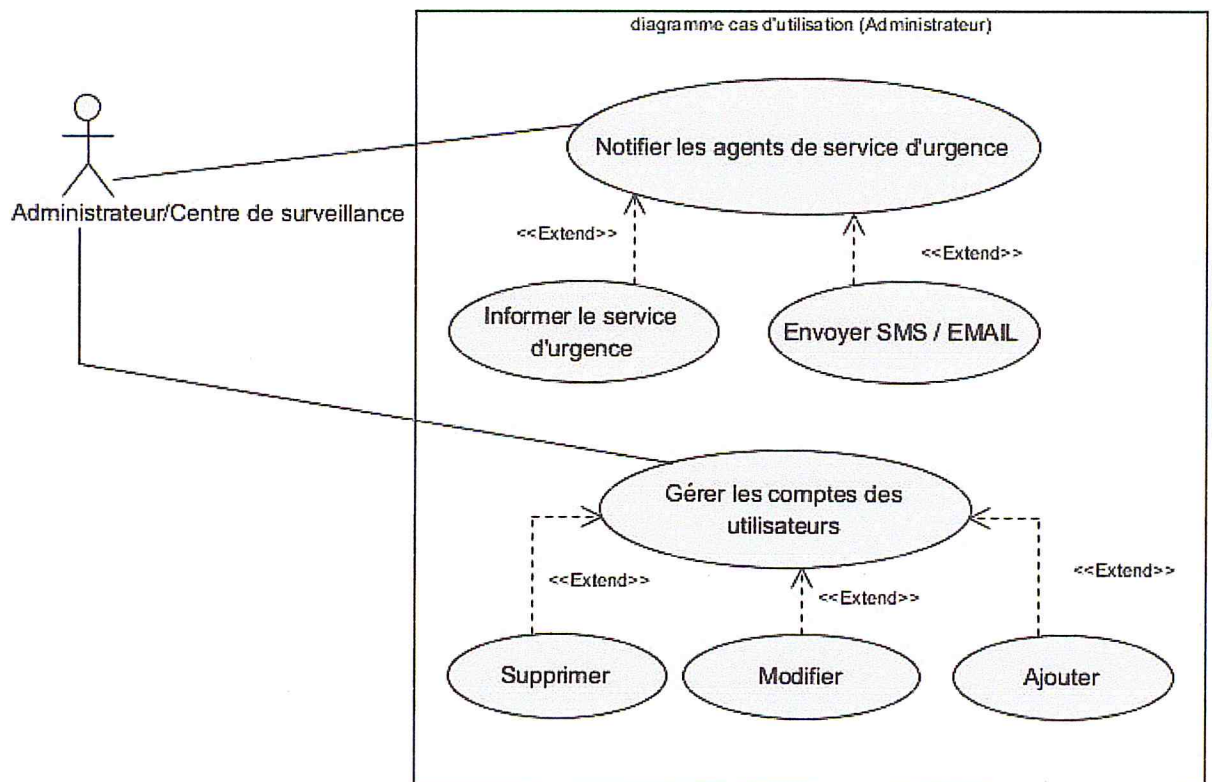 diagramme cas d'utilisation (Administrateur)
Notifier les agents de service d'urgence
Administrateur/Centre de surveillance
<<Extend>>
<<Extend>>
Informer le service
d'urgence
Envoyer SMS / EMAIL
Gérer les comptes des
utilisateurs
<<Extend>>
<<Extend>>
<<Extend>>
Supprimer
Modifier
Ajouter